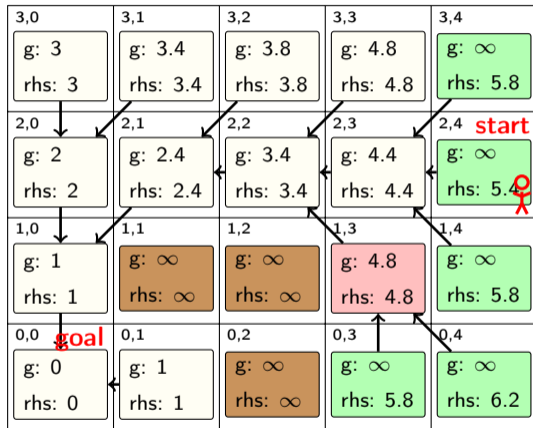 3,0 3,1 3,2 3,3 3,4
g: 3 g: 3.4 g: 3.8 g: 4.8 g: ∞
rhs: 3 rhs: 3.4 rhs: 3.8 rhs: 4.8 rhs: 5.8
2,0 2,1 2,2 2,3 2,4 start
g: 2 g: 2.4 g: 3.4 g: 4.4 g: ∞
rhs: 2 rhs: 2.4 rhs: 3.4 rhs: 4.4 rhs: 5.4
1,0 1,1 1,2 1,3 1,4
g: 1 g: ∞ g: ∞ g: 4.8 g: ∞
rhs: 1 rhs: ∞ rhs: ∞ rhs: 4.8 rhs: 5.8
0,0 goal 0,1 0,2 0,3 0,4
g: 0 g: 1 g: ∞ g: ∞ g: ∞
rhs: 0 rhs: 1 rhs: ∞ rhs: 5.8 rhs: 6.2